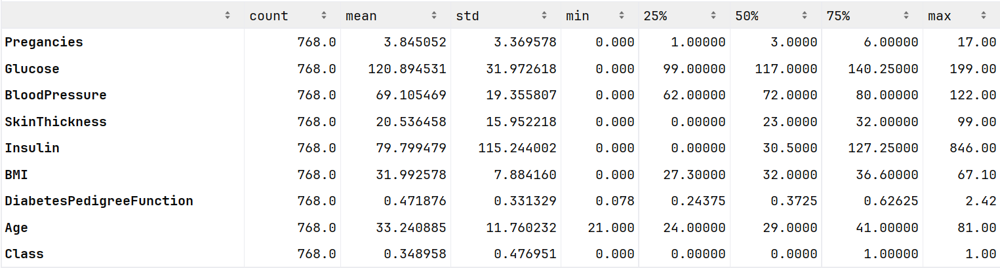 count mean std min 25% 50% 75% max
Pregancies 768.0 3.845052 3.369578 0.000 1.00000 3.0000 6.00000 17.00
Glucose 768.0 120.894531 31.972618 0.000 99.00000 117.0000 140.25000 199.00
BloodPressure 768.0 69.105469 19.355807 0.000 62.00000 72.0000 80.00000 122.00
SkinThickness 768.0 20.536458 15.952218 0.000 0.00000 23.0000 32.00000 99.00
Insulin 768.0 79.799479 115.244002 0.000 0.00000 30.5000 127.25000 846.00
BMI 768.0 31.992578 7.884160 0.000 27.30000 32.0000 36.60000 67.10
DiabetesPedigreeFunction 768.0 0.471876 0.331329 0.078 0.24375 0.3725 0.62625 2.42
Age 768.0 33.240885 11.760232 21.000 24.00000 29.0000 41.00000 81.00
Class 768.0 0.348958 0.476951 0.000 0.00000 0.0000 1.00000 1.00